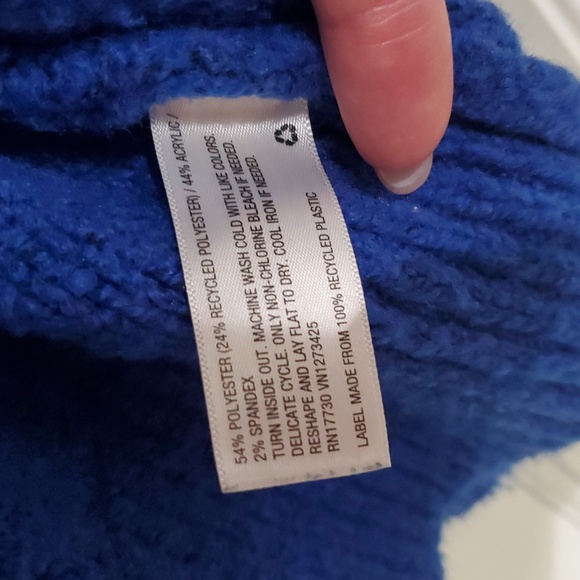 54% POLYESTER (24% RECYCLED POLYESTER) / 44% ACRYLIC /
2% SPANDEX
TURN INSIDE OUT. MACHINE WASH COLD WITH LIKE COLORS.
DELICATE CYCLE. ONLY NON-CHLORINE BLEACH IF NEEDED.
RESHAPE AND LAY FLAT TO DRY. COOL IRON IF NEEDED.
RN17730 VN1273425
LABEL MADE FROM 100% RECYCLED PLASTIC